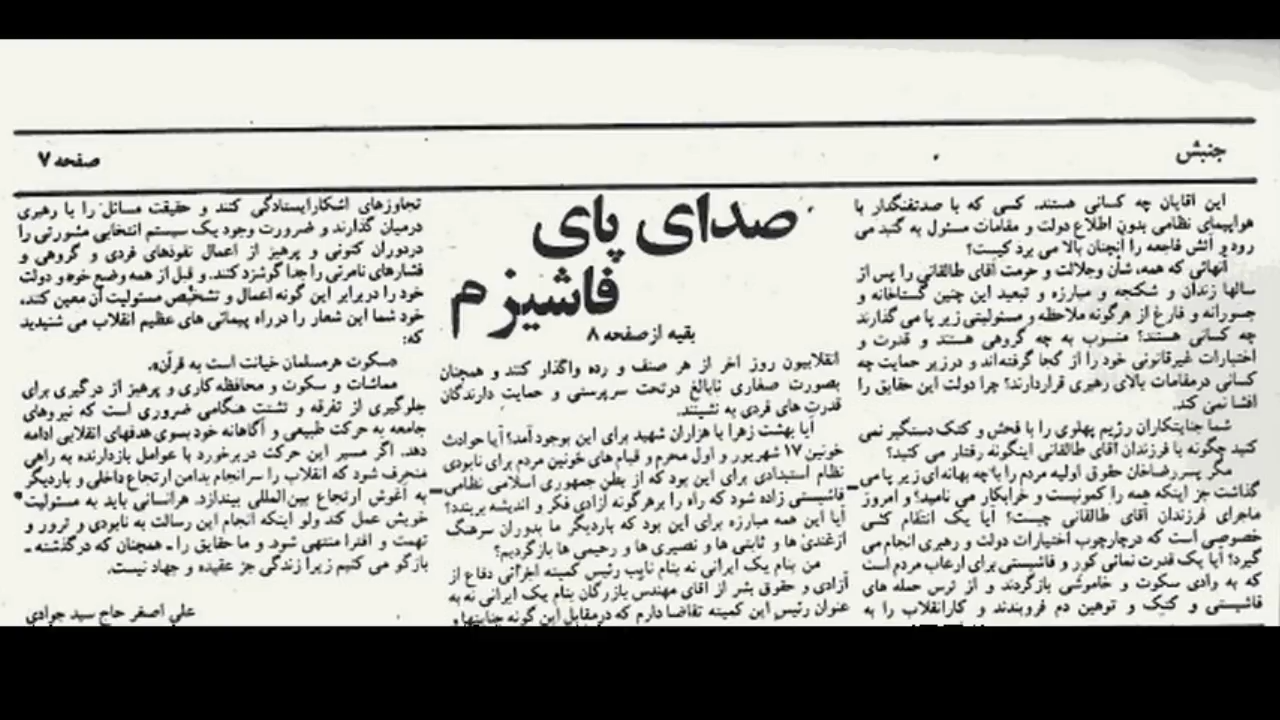 جنبش
صفحه ۷
این اقایان چه کسانی هستند. کسی که با صدتفنگدار با
هواپیمای نظامی بدون اطلاع دولت و مقامات مسئول به گنبد می
رود و آتش فاجعه را آنچنان بالا می برد کیست؟
آنهائی که همه، شأن وجلالت و حرمت آقای طالقانی را پس از
سالها زندان و شکنجه و مبارزه و تبعید این چنین گستاخانه و
جسورانه و فارغ از هرگونه ملاحظه و مسئولیتی زیر پا می گذارند
چه کسانی هستند؟ منسوب به چه گروهی هستند و قدرت و
اختیارات غیرقانونی خود را از کجا گرفته‌اند و درزیر حمایت چه
کسانی درمقامات بالای رهبری قراردارند؟ چرا دولت این حقایق را
افشا نمی کند.
شما جنایتکاران رژیم پهلوی را با فحش و کتک دستگیر نمی
کنید چگونه با فرزندان آقای طالقانی اینگونه رفتار می کنید؟
مگر پسررضاخان حقوق اولیه مردم را با چه بهانه‌ای زیر پا می
گذاشت جز اینکه همه را کمونیست و خرابکار می نامید؟ و امروز
ماجرای فرزندان آقای طالقانی چیست؟ آیا یک انتقام کشی
خصوصی است که درچارچوب اختیارات دولت و رهبری انجام می
گیرد؟ آیا یک قدرت نمائی کور و فاشیستی برای ارعاب مردم است
که به وادی سکوت و خاموشی بازگردند و از ترس حمله های
فاشیستی و کتک و توهین دم فروبندند و کارانقلاب را به
صدای پای
فاشیزم
بقیه ازصفحه ۸
انقلابیون روز اخر از هر صنف و رده واگذار کنند و همچنان
بصورت صغاری نابالغ درتحت سرپرستی و حمایت دارندگان
قدرت های فردی به نشینند.
آیا بهشت زهرا با هزاران شهید برای این بوجود آمد؟ آیا حوادث
خونین ۱۷ شهریور و اول محرم و قیام های خونین مردم برای نابودی
نظام استبدادی برای این بود که از بطن جمهوری اسلامی نظامی
فاشیستی زاده شود که راه را برهرگونه آزادی فکر و اندیشه بربندد؟
آیا این همه مبارزه برای این بود که باردیگر ما بدوران سرهنگ
ازغندی ها و ثابتی ها و نصیری ها و رحیمی ها بازگردیم؟
من بنام یک ایرانی نه بنام نایب رئیس کمیته اجرائی دفاع از
آزادی و حقوق بشر از اقای مهندس بازرگان بنام یک ایرانی نه به
عنوان رئیس این کمیته تقاضا دارم که درمقابل این گونه جنایتها و
تجاوزهای اشکارایستادگی کنند و حقیقت مسائل را با رهبری
درمیان گذارند و ضرورت وجود یک سیستم انتخابی مشورتی را
دردوران کنونی و پرهیز از اعمال نفوذهای فردی و گروهی و
فشارهای نامرئی را جدا گوشزد کنند. و قبل از همه وضع خود و دولت
خود را دربرابر این گونه اعمال و تشخیص مسئولیت آن معین کنند،
خود شما این شعار را درراه پیمائی های عظیم انقلاب می شنیدید
که:
«سکوت هرمسلمان خیانت است به قرآن».
مماشات و سکوت و محافظه کاری و پرهیز از درگیری برای
جلوگیری از تفرقه و تشتت هنگامی ضروری است که نیروهای
جامعه به حرکت طبیعی و آگاهانه خود بسوی هدفهای انقلابی ادامه
دهد. اگر مسیر این حرکت دربرخورد با عوامل بازدارنده به راهی
منحرف شود که انقلاب را سرانجام بدامن ارتجاع داخلی و باردیگر
به آغوش ارتجاع بین‌المللی بیندازد. هرانسانی باید به مسئولیت
خویش عمل کند ولو اینکه انجام این رسالت به نابودی و ترور و
تهمت و افترا منتهی شود. و ما حقایق را ـ همچنان که درگذشته ـ
بازگو می کنیم زیرا زندگی جز عقیده و جهاد نیست.
علی اصغر حاج سید جوادی